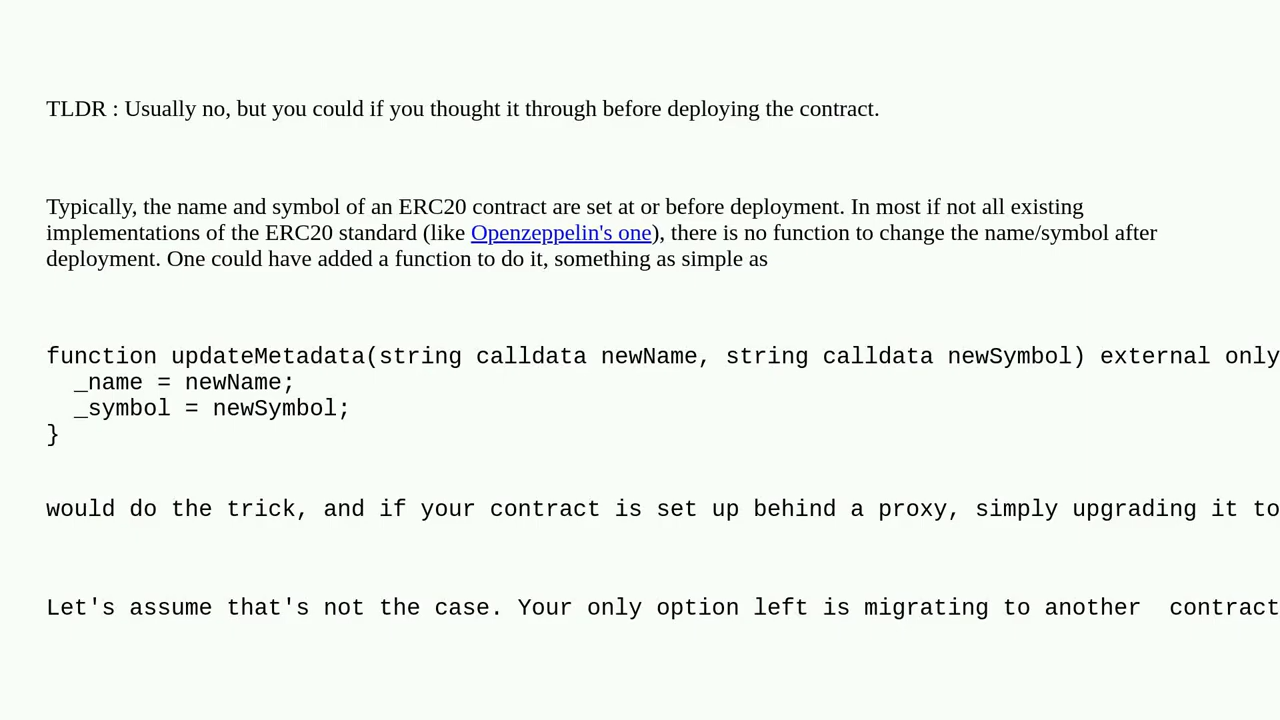 TLDR : Usually no, but you could if you thought it through before deploying the contract.
Typically, the name and symbol of an ERC20 contract are set at or before deployment. In most if not all existing
implementations of the ERC20 standard (like Openzeppelin's one), there is no function to change the name/symbol after
deployment. One could have added a function to do it, something as simple as
function updateMetadata(string calldata newName, string calldata newSymbol) external only
  _name = newName;
  _symbol = newSymbol;
}
would do the trick, and if your contract is set up behind a proxy, simply upgrading it to
Let's assume that's not the case. Your only option left is migrating to another  contract